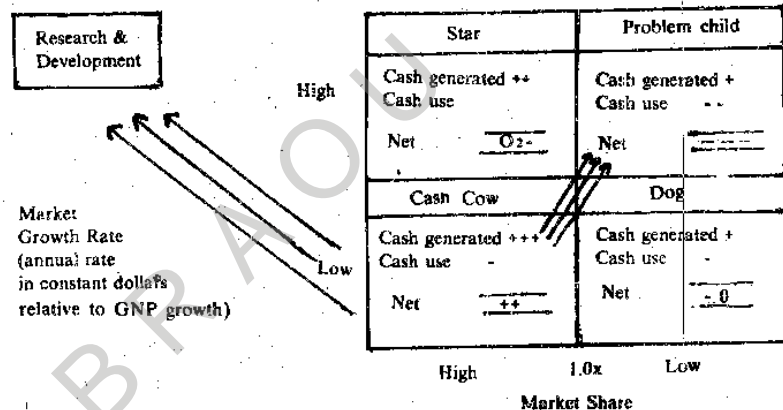 Research &
Development
Star
Problem child
High
Cash generated ++
Cash use
Net
Cash generated +
Cash use --
Net
Cash Cow
Dog
Market
Growth Rate
(annual rate
in constant dollars
relative to GNP growth)
Low
Cash generated +++
Cash use -
Net ++
Cash generated +
Cash use -
Net - 0
High
1.0x
Low
Market Share
BRAOU